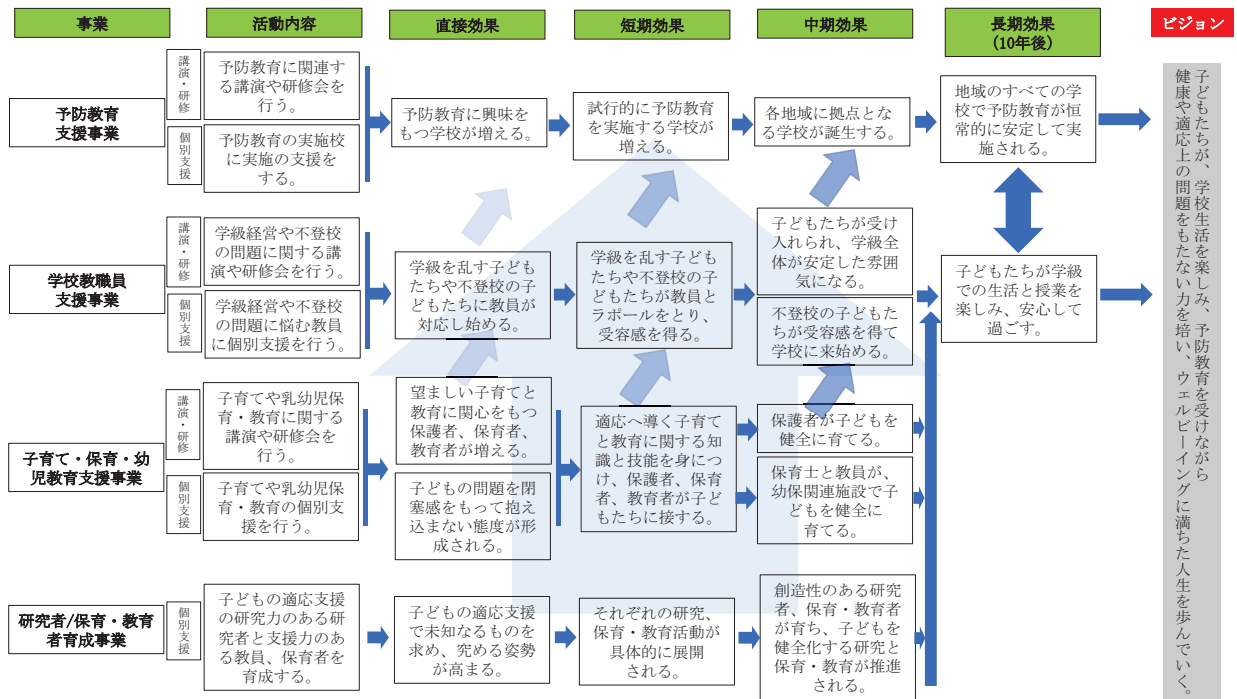 事業
活動内容
直接効果
短期効果
中期効果
長期効果
(10年後)
ビジョン
予防教育
支援事業
講演・研修
予防教育に関連す
る講演や研修会を
行う。
個別支援
予防教育の実施校
に実施の支援を
する。
予防教育に興味を
もつ学校が増える。
試行的に予防教育
を実施する学校が
増える。
各地域に拠点とな
る学校が誕生する。
地域のすべての学
校で予防教育が恒
常的に安定して実
施される。
学校教職員
支援事業
講演・研修
学級経営や不登校
の問題に関する講
演や研修会を行う。
個別支援
学級経営や不登校
の問題に悩む教員
に個別支援を行う。
学級を乱す子ども
たちや不登校の子
どもたちに教員が
対応し始める。
学級を乱す子ども
たちや不登校の子
どもたちが教員と
ラポールをとり、
受容感を得る。
子どもたちが受け
入れられ、学級全
体が安定した雰囲
気になる。
不登校の子どもた
ちが受容感を得て
学校に来始める。
子どもたちが学級
での生活と授業を
楽しみ、安心して
過ごす。
子育て・保育・幼
児教育支援事業
講演・研修
子育てや乳幼児保
育・教育に関する
講演や研修会を
行う。
個別支援
子育てや乳幼児保
育・教育の個別支
援を行う。
望ましい子育てと
教育に関心をもつ
保護者、保育者、
教育者が増える。
子どもの問題を閉
塞感をもって抱え
込まない態度が形
成される。
適応へ導く子育て
と教育に関する知
識と技能を身につ
け、保護者、保育
者、教育者が子ど
もたちに接する。
保護者が子どもを
健全に育てる。
保育士と教員が、
幼保関連施設で子
どもを健全に
育てる。
研究者/保育・教育
者育成事業
個別支援
子どもの適応支援
の研究力のある研
究者と支援力のあ
る教員、保育者を
育成する。
子どもの適応支援
で未知なるものを
求め、究める姿勢
が高まる。
それぞれの研究、
保育・教育活動が
具体的に展開
される。
創造性のある研究
者、保育・教育者
が育ち、子どもを
健全化する研究と
保育・教育が推進
される。
子どもたちが、学校生活を楽しみ、予防教育を受けながら
健康や適応上の問題をもたない力を培い、ウェルビーイングに満ちた人生を歩んでいく。